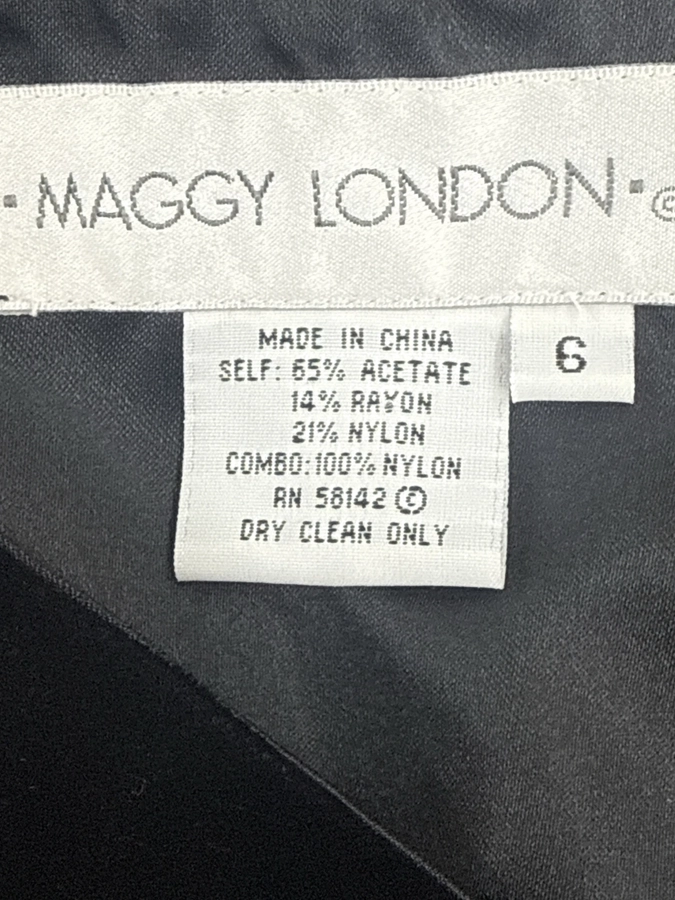 · MAGGY LONDON · ©
MADE IN CHINA
6
SELF: 65% ACETATE
14% RAYON
21% NYLON
COMBO: 100% NYLON
RN 58142 ©
DRY CLEAN ONLY